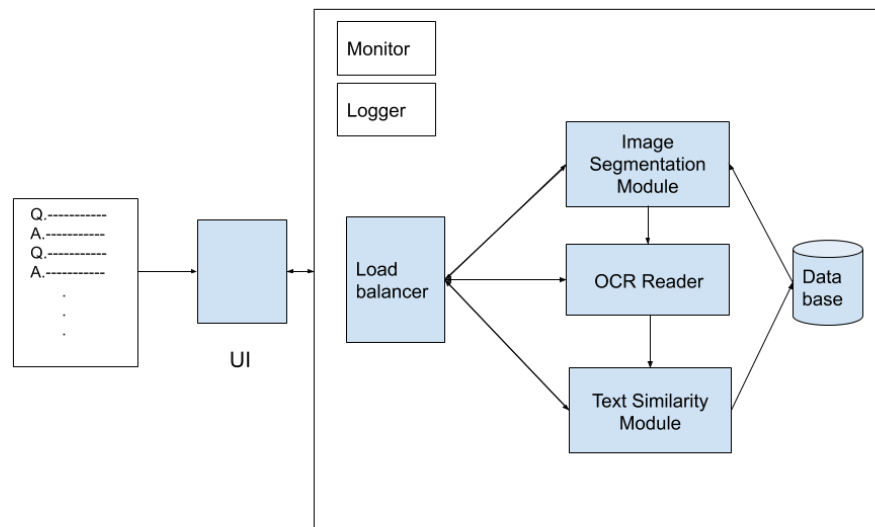 Monitor
Logger
Image
Segmentation
Module
Q.------------
A.------------
Q.------------
A.------------
.
.
.
UI
Load
balancer
OCR Reader
Data
base
Text Similarity
Module